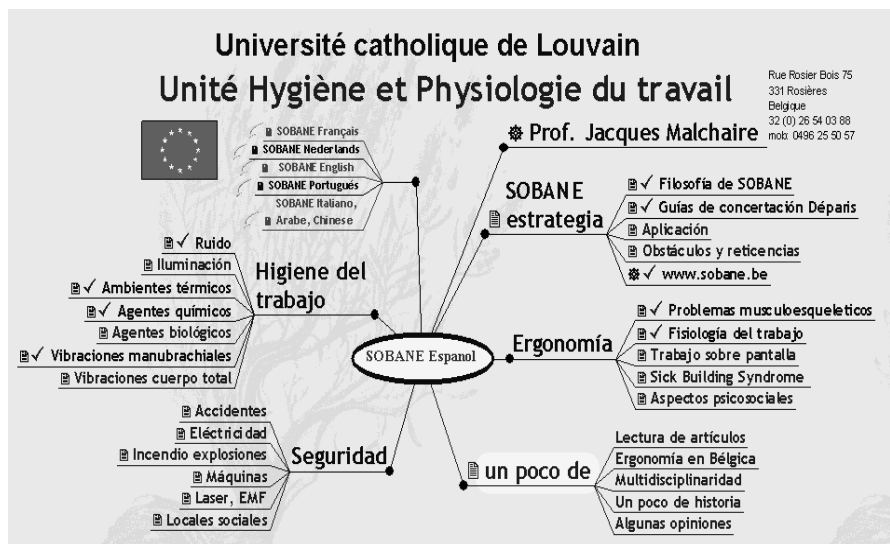 Université catholique de Louvain
Unité Hygiène et Physiologie du travail
Rue Rosier Bois 75
331 Rosières
Belgique
32 (0) 26 54 03 88
mob: 0496 25 50 57
SOBANE Français
SOBANE Nederlands
SOBANE English
SOBANE Portugués
SOBANE Italiano,
Arabe, Chinese
Prof. Jacques Malchaire
SOBANE
estrategia
Filosofía de SOBANE
Guías de concertación Déparis
Aplicación
Obstáculos y reticencias
www.sobane.be
Higiene del
trabajo
Ruido
Iluminación
Ambientes térmicos
Agentes químicos
Agentes biológicos
Vibraciones manubrachiales
Vibraciones cuerpo total
SOBANE Espanol
Ergonomía
Problemas musculoesqueleticos
Fisiología del trabajo
Trabajo sobre pantalla
Sick Building Syndrome
Aspectos psicosociales
Seguridad
Accidentes
Eléctricidad
Incendio explosiones
Máquinas
Laser, EMF
Locales sociales
un poco de
Lectura de artículos
Ergonomía en Bélgica
Multidisciplinaridad
Un poco de historia
Algunas opiniones